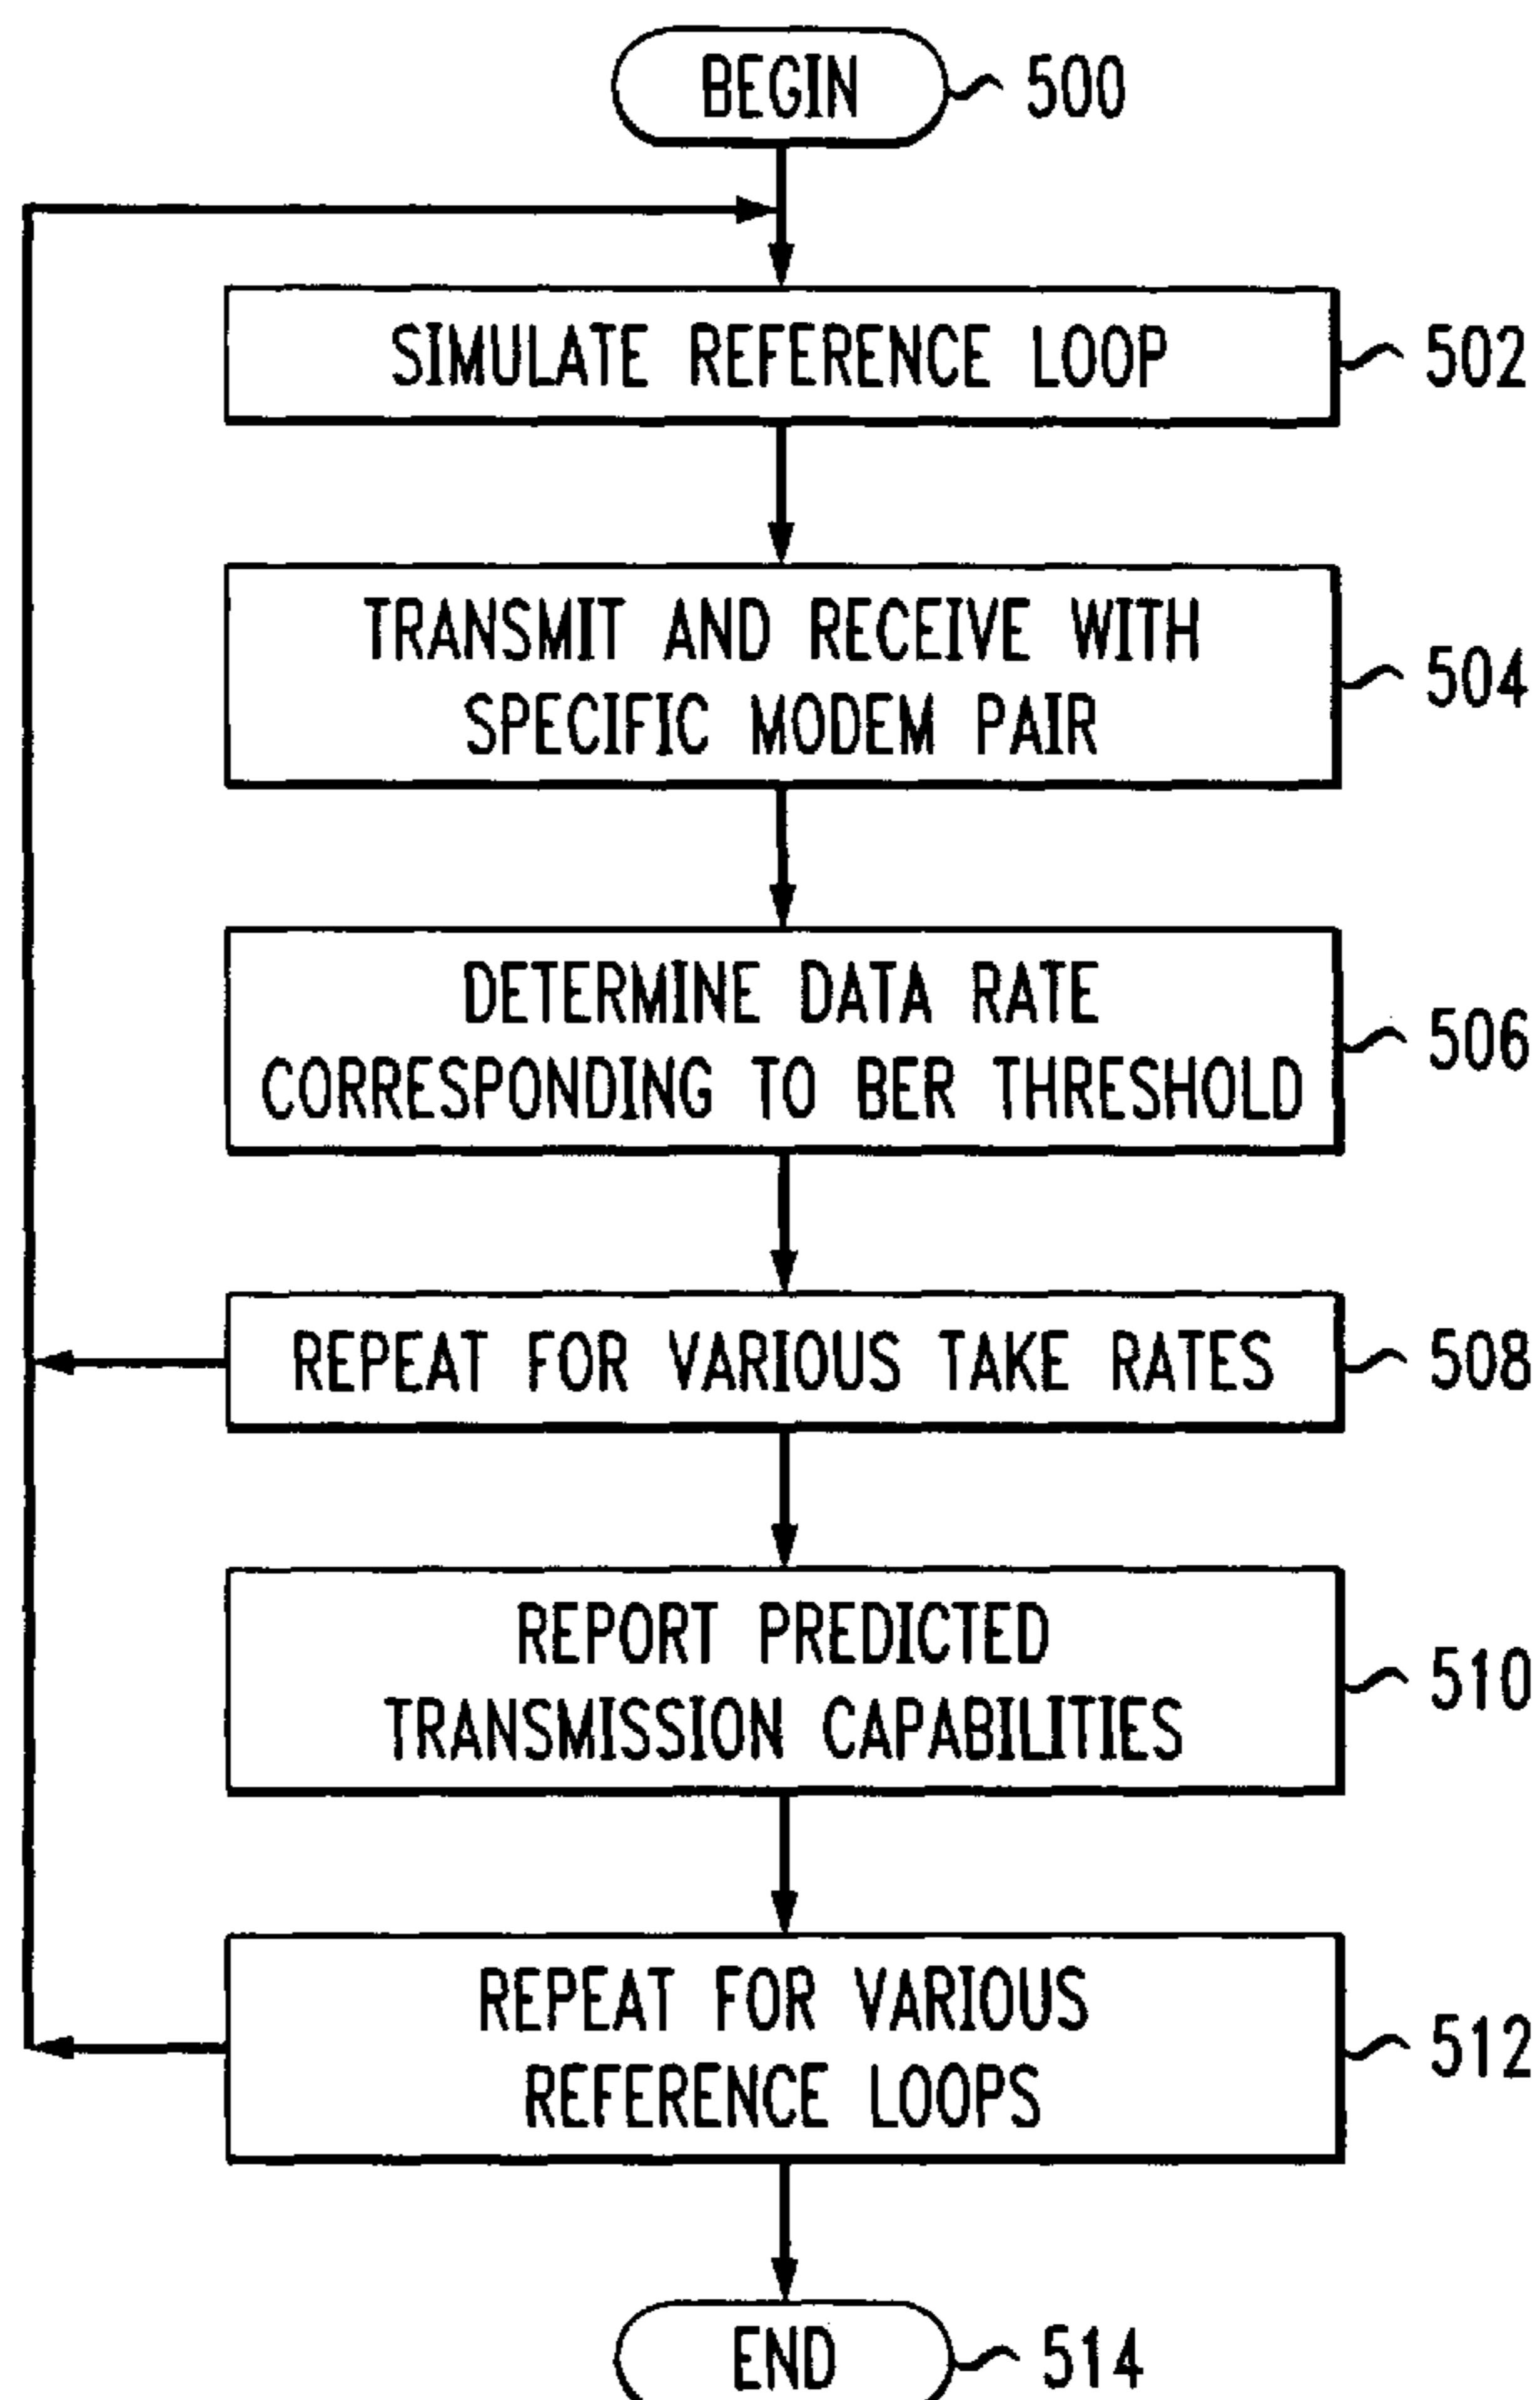 BEGIN 500
SIMULATE REFERENCE LOOP 502
TRANSMIT AND RECEIVE WITH
SPECIFIC MODEM PAIR
504
DETERMINE DATA RATE
CORRESPONDING TO BER THRESHOLD
506
REPEAT FOR VARIOUS TAKE RATES 508
REPORT PREDICTED
TRANSMISSION CAPABILITIES
510
REPEAT FOR VARIOUS
REFERENCE LOOPS
512
END 514